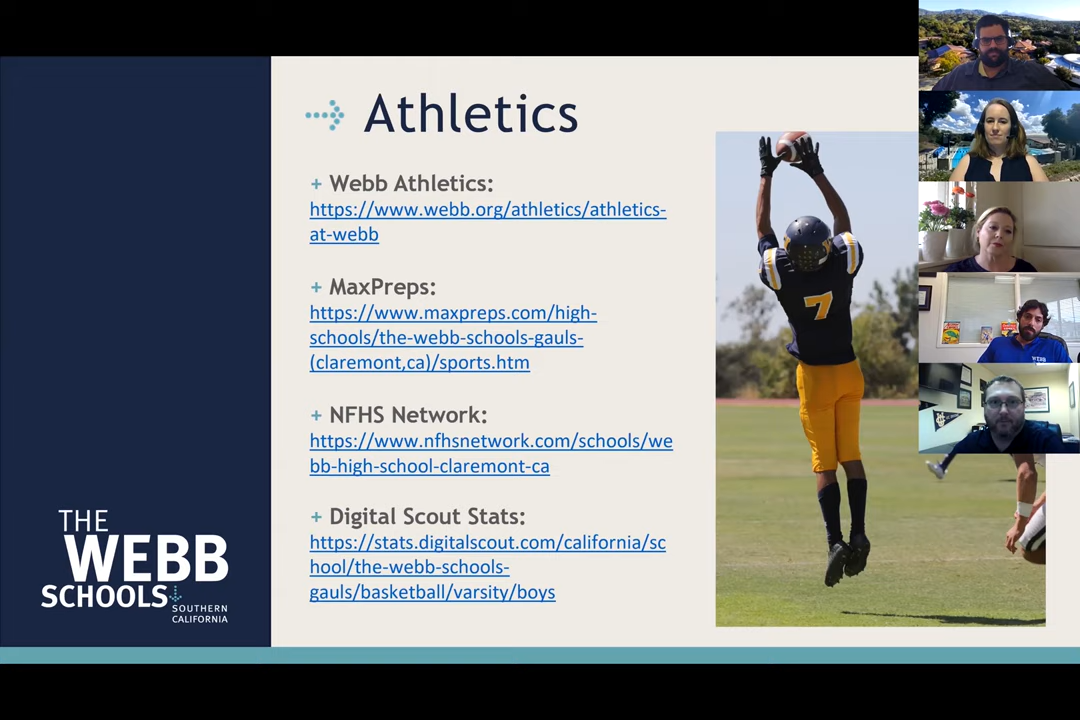 Athletics
+ Webb Athletics:
https://www.webb.org/athletics/athletics-
at-webb
+ MaxPreps:
https://www.maxpreps.com/high-
schools/the-webb-schools-gauls-
(claremont,ca)/sports.htm
+ NFHS Network:
https://www.nfhsnetwork.com/schools/we
bb-high-school-claremont-ca
+ Digital Scout Stats:
https://stats.digitalscout.com/california/sc
hool/the-webb-schools-
gauls/basketball/varsity/boys
THE
WEBB
SCHOOLS
SOUTHERN
CALIFORNIA
7
WEBB